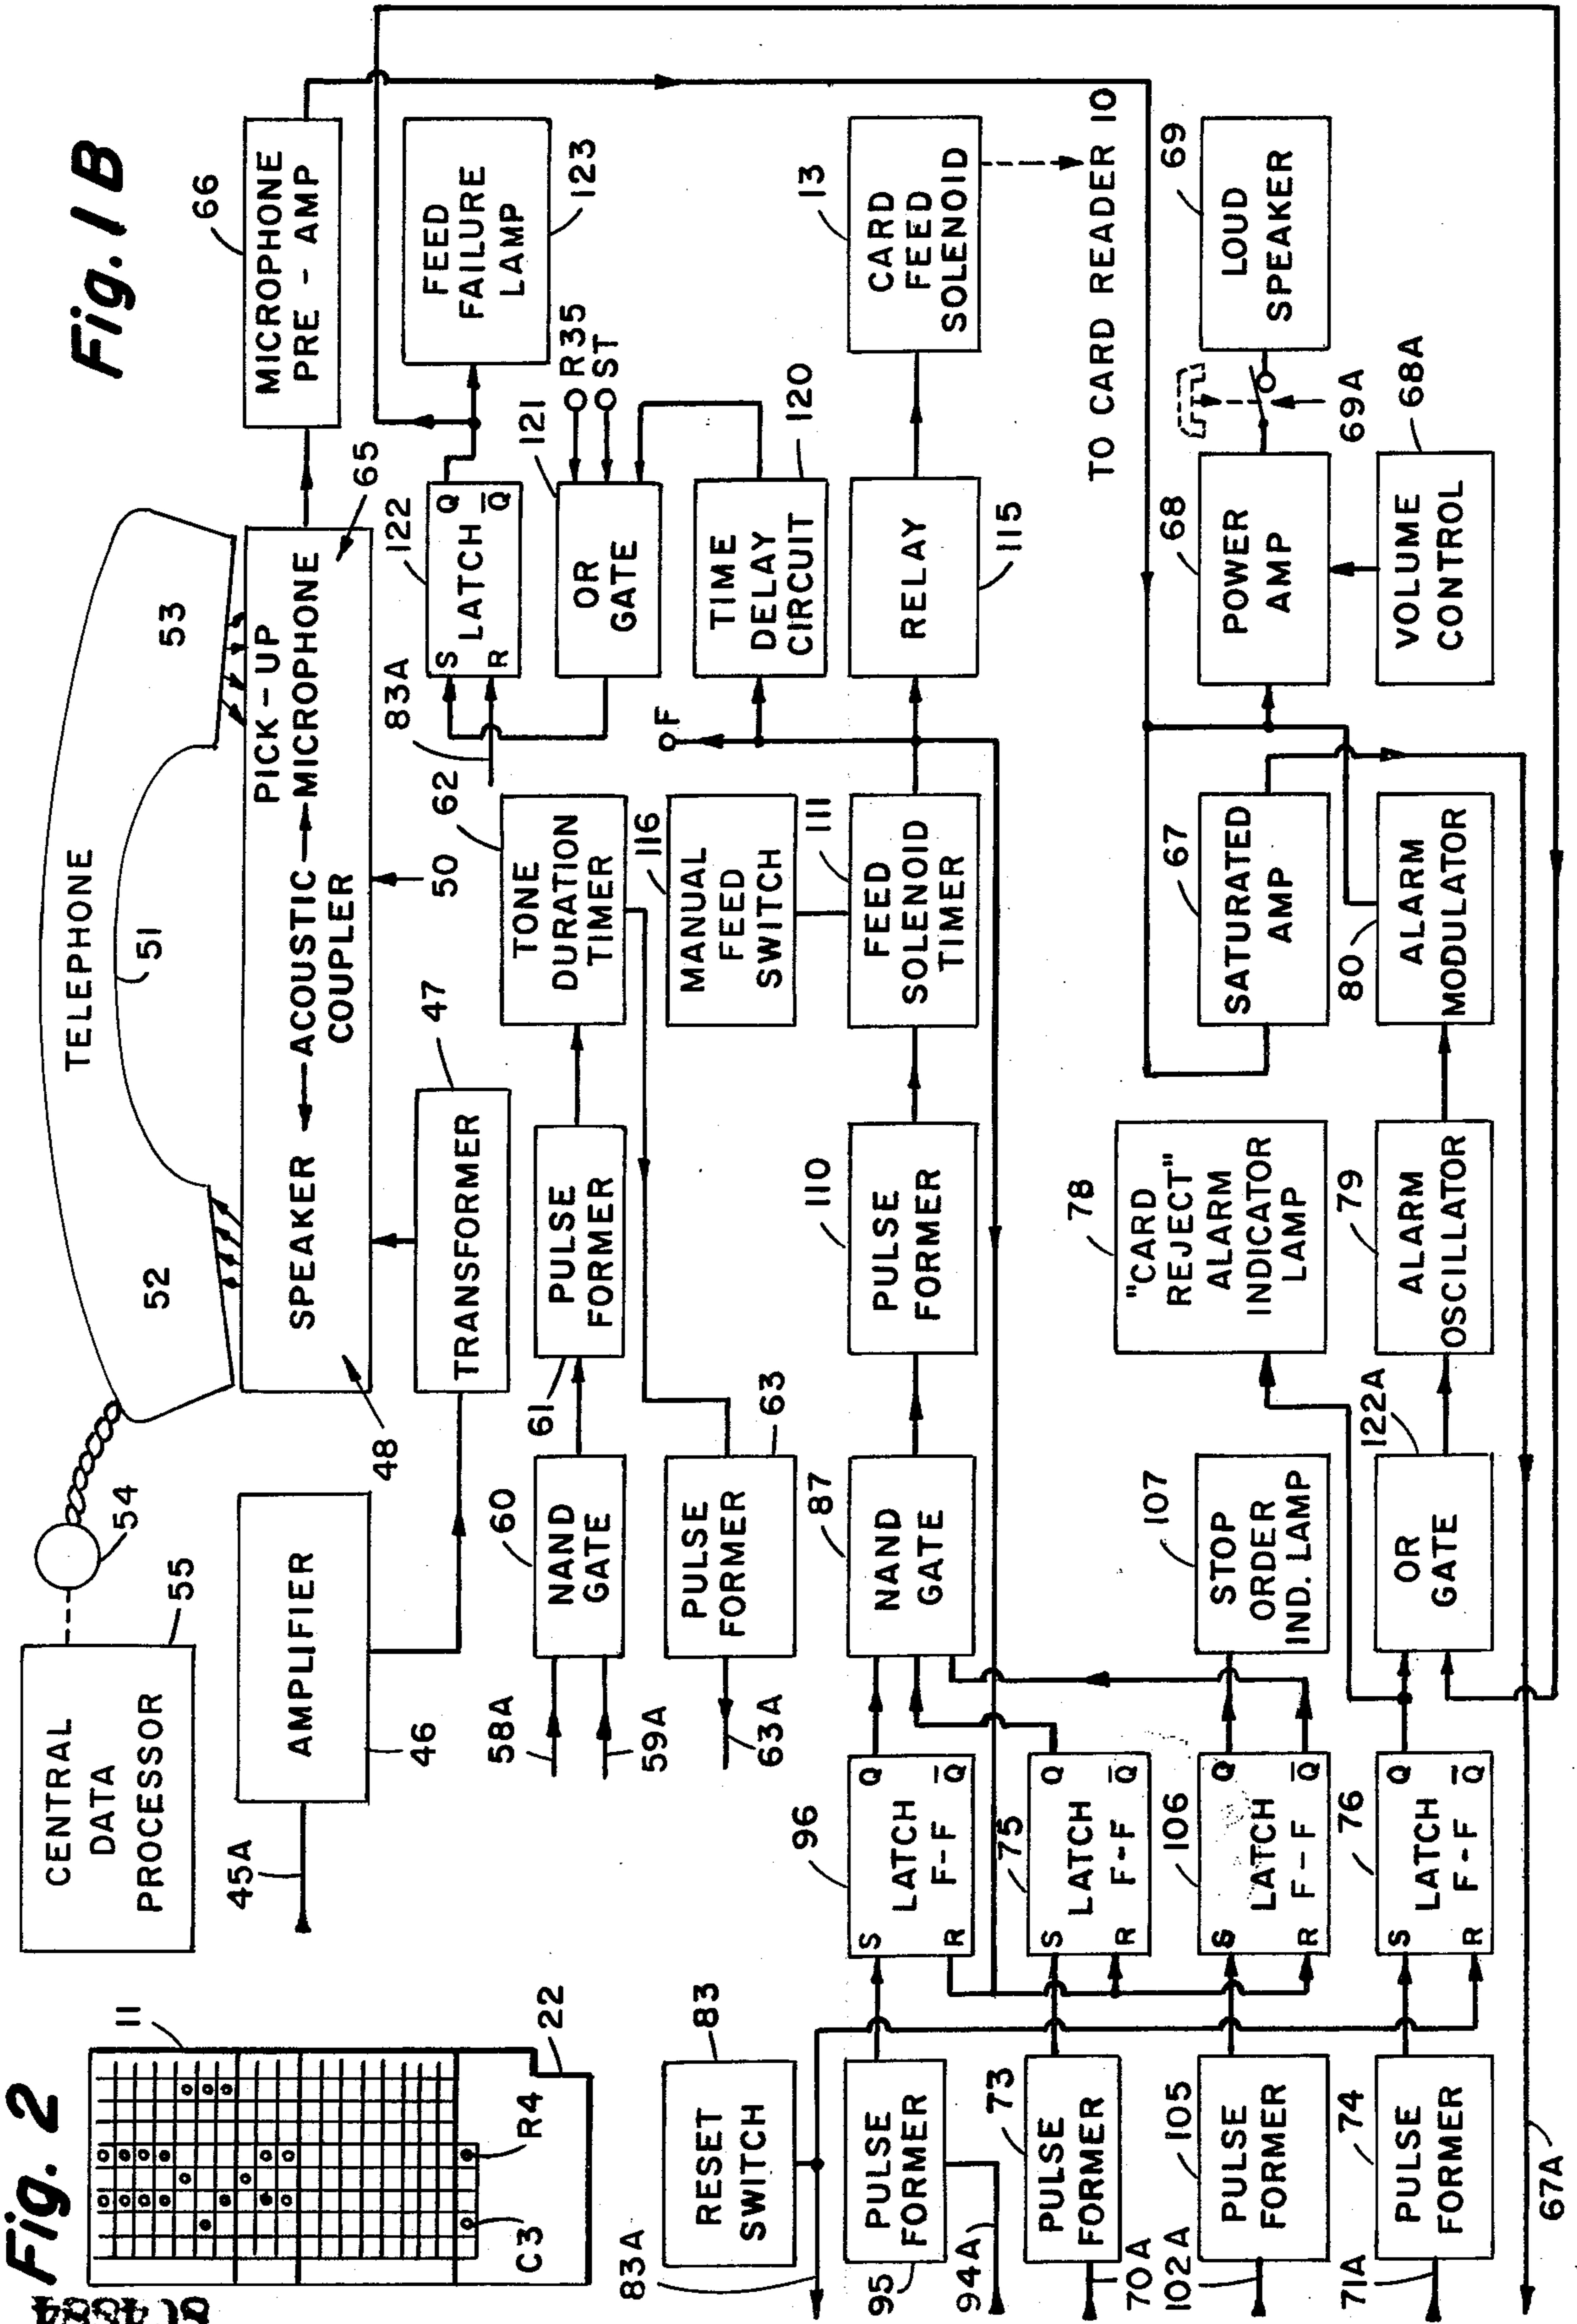 Fig. 1B
Fig. 2
11
22
R4
C3
CENTRAL
DATA
PROCESSOR
55
54
TELEPHONE
51
52
53
45A
AMPLIFIER
46
TRANSFORMER
47
48
SPEAKER
ACOUSTIC
COUPLER
PICK-UP
MICROPHONE
65
50
MICROPHONE
PRE - AMP
66
58A
59A
NAND
GATE
60
PULSE
FORMER
61
TONE
DURATION
TIMER
62
PULSE
FORMER
63
63A
83A
S
R
LATCH
Q
Q̅
122
FEED
FAILURE
LAMP
123
OR
GATE
121
R35
ST
TIME
DELAY
CIRCUIT
120
F
MANUAL
FEED
SWITCH
116
RESET
SWITCH
83
83A
PULSE
FORMER
95
94A
S
R
LATCH
F-F
Q
Q̅
96
NAND
GATE
87
PULSE
FORMER
110
FEED
SOLENOID
TIMER
111
RELAY
115
CARD
FEED
SOLENOID
13
TO CARD READER 10
PULSE
FORMER
73
70A
S
R
LATCH
F-F
Q
Q̅
75
PULSE
FORMER
105
102A
S
R
LATCH
F-F
Q
Q̅
106
STOP
ORDER
IND. LAMP
107
"CARD
REJECT"
ALARM
INDICATOR
LAMP
78
SATURATED
AMP
67
POWER
AMP
68
69A
LOUD
SPEAKER
69
PULSE
FORMER
74
71A
S
R
LATCH
F-F
Q
Q̅
76
OR
GATE
122A
ALARM
OSCILLATOR
79
ALARM
MODULATOR
80
VOLUME
CONTROL
68A
67A